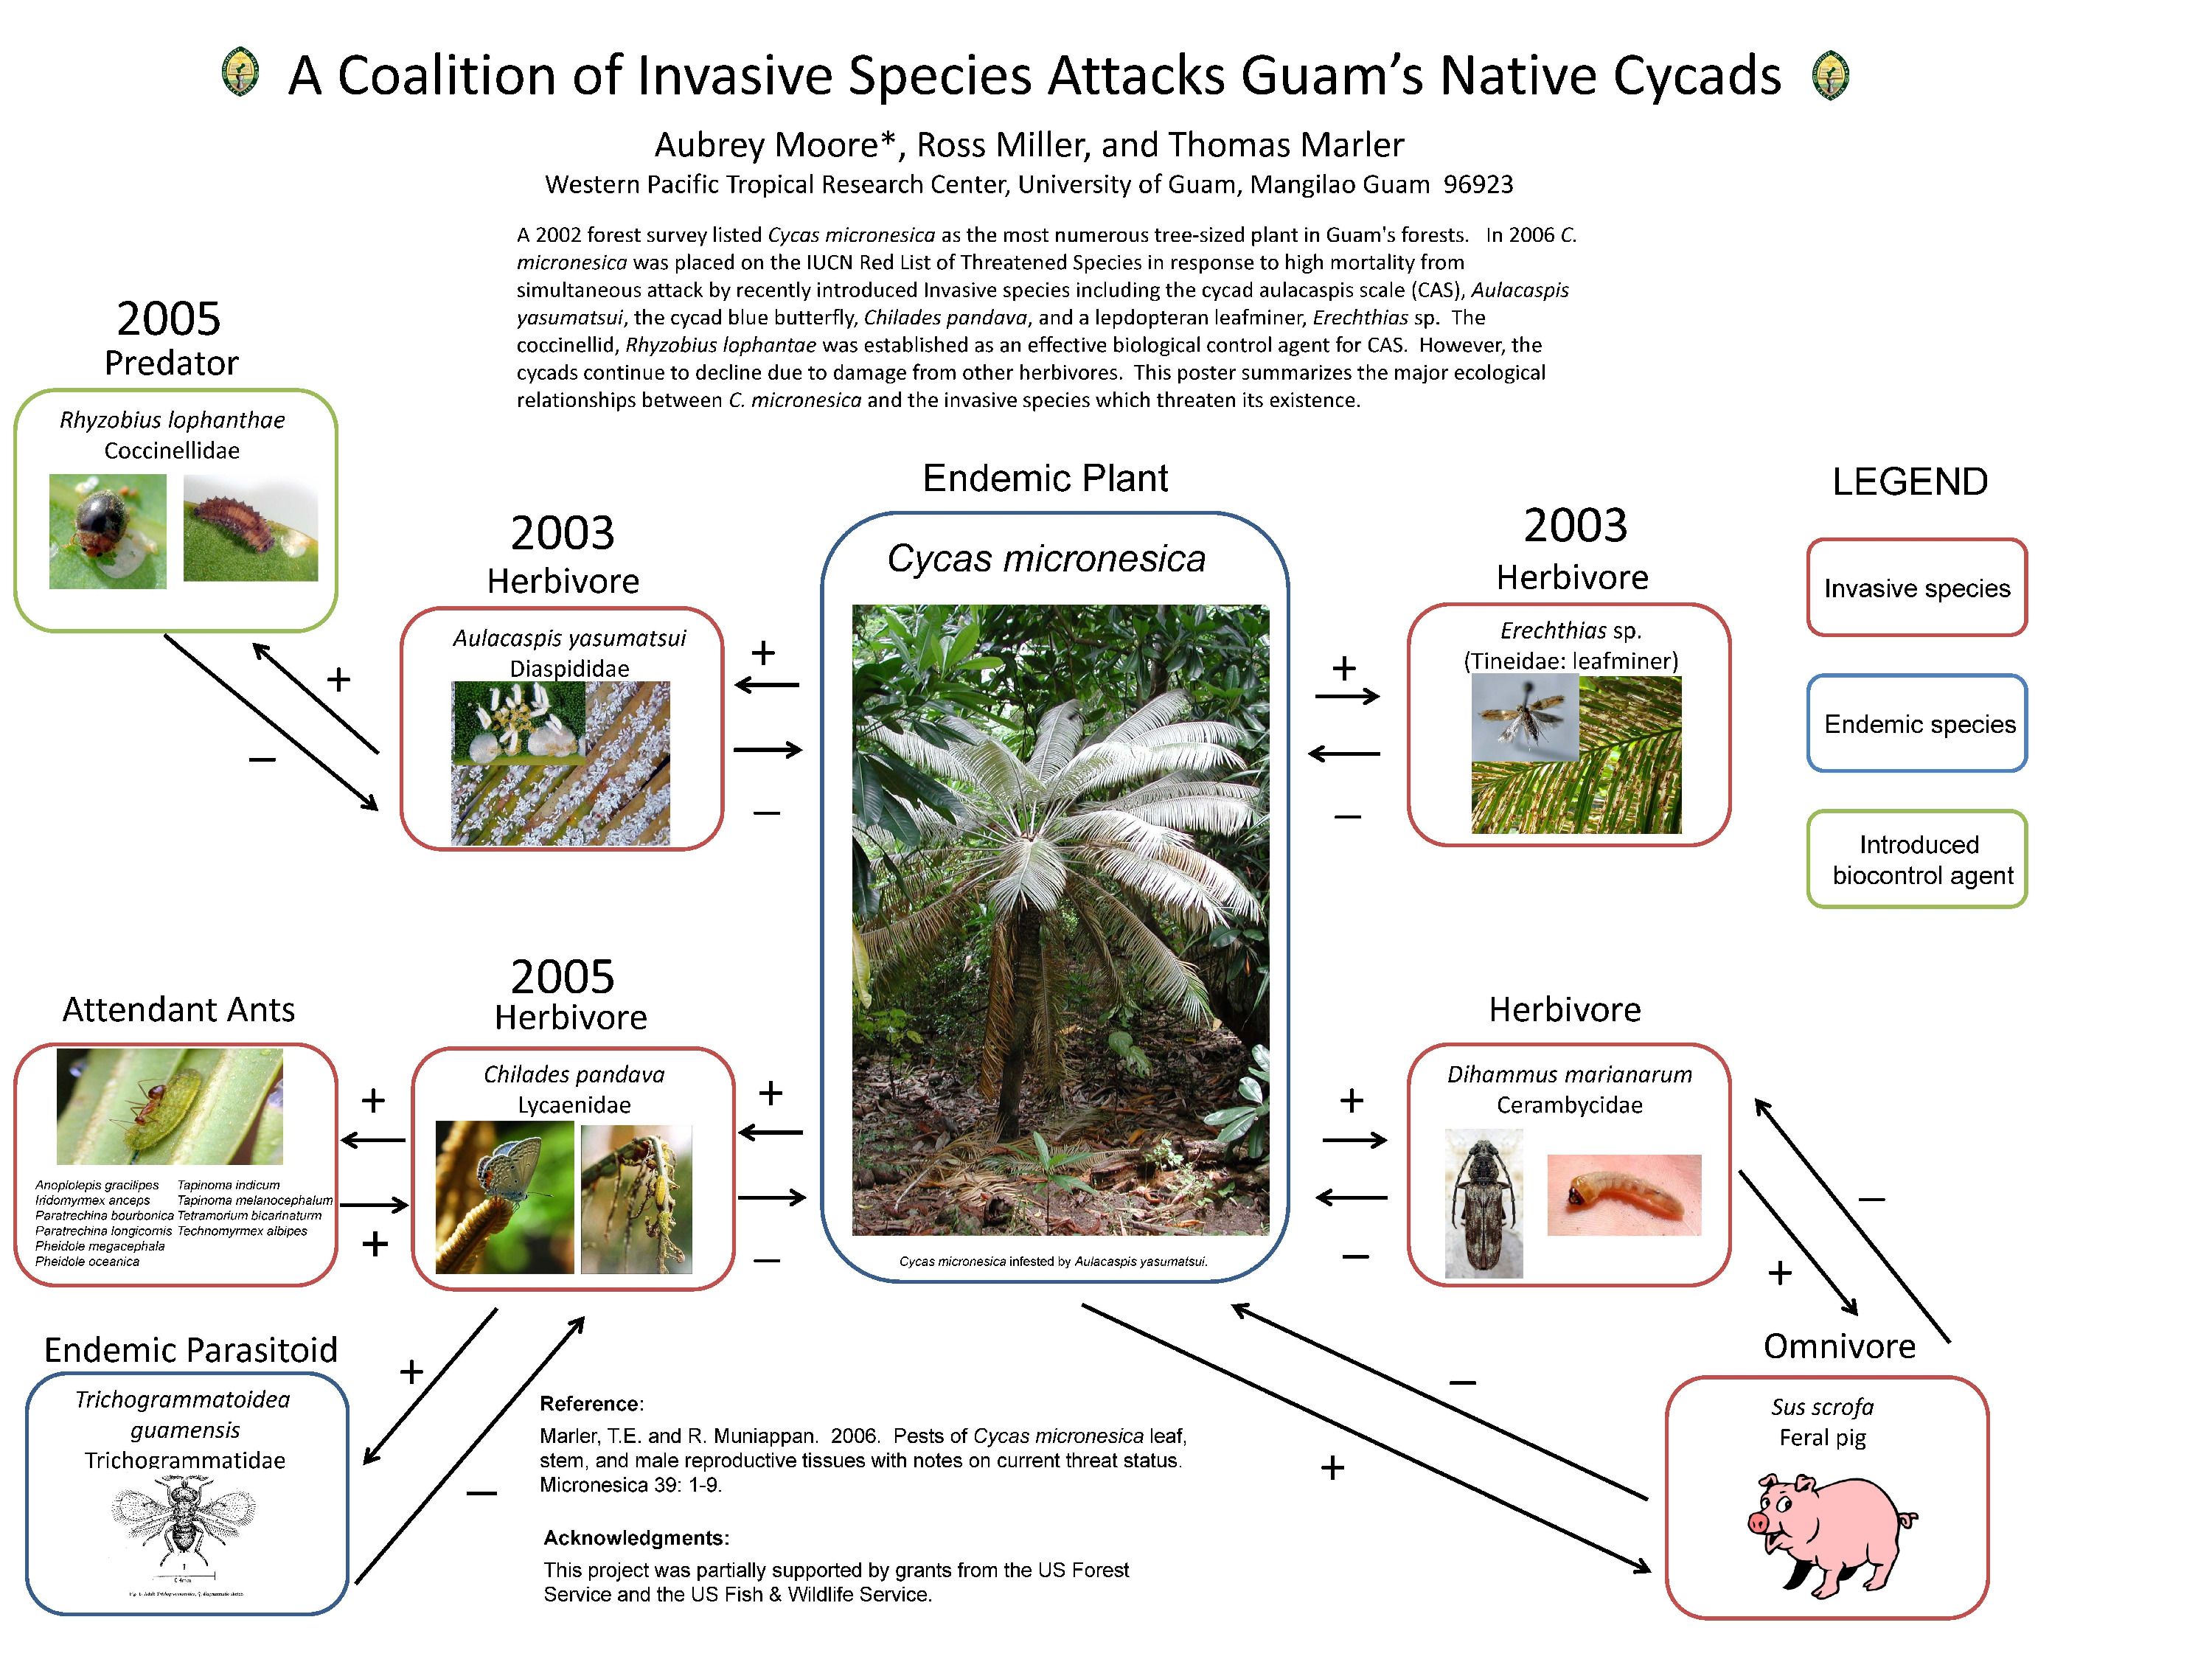 A Coalition of Invasive Species Attacks Guam's Native Cycads
Aubrey Moore*, Ross Miller, and Thomas Marler
Western Pacific Tropical Research Center, University of Guam, Mangilao Guam 96923
A 2002 forest survey listed Cycas micronesica as the most numerous tree-sized plant in Guam's forests. In 2006 C.
micronesica was placed on the IUCN Red List of Threatened Species in response to high mortality from
simultaneous attack by recently introduced Invasive species including the cycad aulacaspis scale (CAS), Aulacaspis
yasumatsui, the cycad blue butterfly, Chilades pandava, and a lepdopteran leafminer, Erechthias sp. The
coccinellid, Rhyzobius lophantae was established as an effective biological control agent for CAS. However, the
cycads continue to decline due to damage from other herbivores. This poster summarizes the major ecological
relationships between C. micronesica and the invasive species which threaten its existence.
2005
Predator
Rhyzobius lophanthae
Coccinellidae
+
–
2003
Herbivore
Aulacaspis yasumatsui
Diaspididae
+
–
Endemic Plant
Cycas micronesica
Cycas micronesica infested by Aulacaspis yasumatsui.
+
–
2003
Herbivore
Erechthias sp.
(Tineidae: leafminer)
LEGEND
Invasive species
Endemic species
Introduced
biocontrol agent
Attendant Ants
Anoplolepis gracilipes Tapinoma indicum
Iridomyrmex anceps Tapinoma melanocephalum
Paratrechina bourbonica Tetramorium bicarinaturm
Paratrechina longicornis Technomyrmex albipes
Pheidole megacephala
Pheidole oceanica
+
+
2005
Herbivore
Chilades pandava
Lycaenidae
+
–
+
–
Herbivore
Dihammus marianarum
Cerambycidae
–
+
Endemic Parasitoid
Trichogrammatoidea
guamensis
Trichogrammatidae
+
–
Reference:
Marler, T.E. and R. Muniappan. 2006. Pests of Cycas micronesica leaf,
stem, and male reproductive tissues with notes on current threat status.
Micronesica 39: 1-9.
Acknowledgments:
This project was partially supported by grants from the US Forest
Service and the US Fish & Wildlife Service.
–
+
Omnivore
Sus scrofa
Feral pig